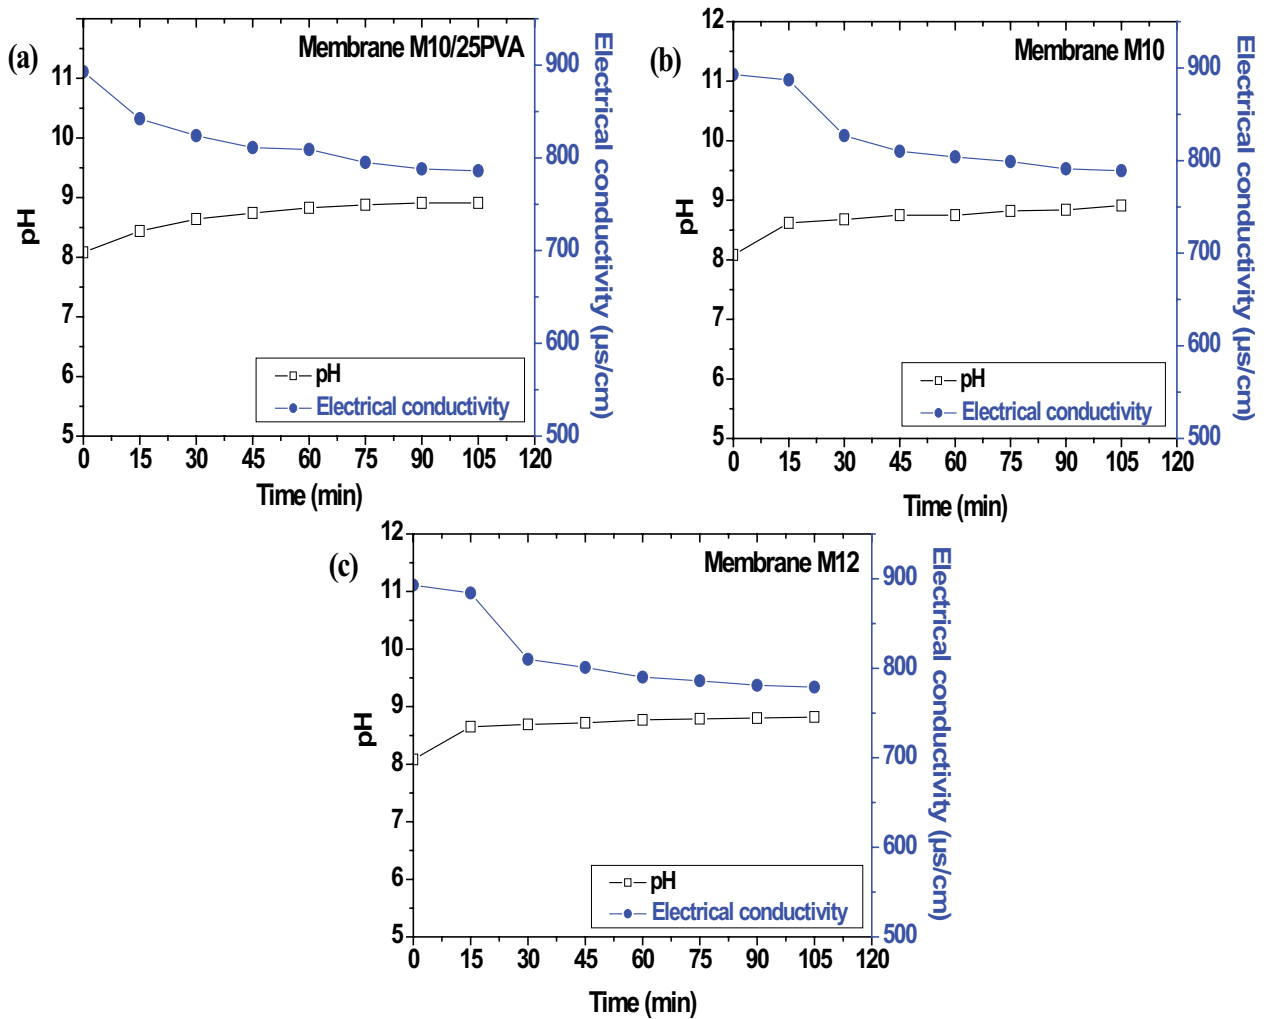 (a)
Membrane M10/25PVA
11
10
9
8
7
6
5
pH
900
800
700
600
500
Electrical conductivity (µs/cm)
pH
Electrical conductivity
0 15 30 45 60 75 90 105 120
Time (min)
(b)
Membrane M10
12
11
10
9
8
7
6
5
pH
900
800
700
600
500
Electrical conductivity (µs/cm)
pH
Electrical conductivity
0 15 30 45 60 75 90 105 120
Time (min)
(c)
Membrane M12
12
11
10
9
8
7
6
5
pH
900
800
700
600
500
Electrical conductivity (µs/cm)
pH
Electrical conductivity
0 15 30 45 60 75 90 105 120
Time (min)